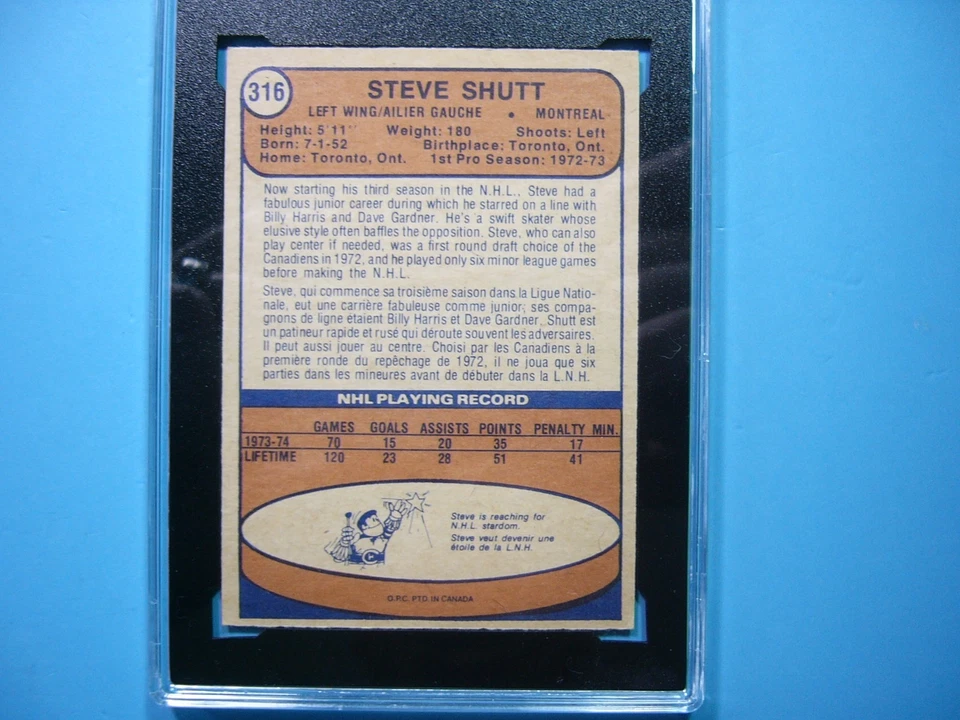 316
STEVE SHUTT
LEFT WING/AILIER GAUCHE • MONTREAL
Height: 5'11" Weight: 180 Shoots: Left
Born: 7-1-52 Birthplace: Toronto, Ont.
Home: Toronto, Ont. 1st Pro Season: 1972-73
Now starting his third season in the N.H.L., Steve had a
fabulous junior career during which he starred on a line with
Billy Harris and Dave Gardner. He's a swift skater whose
elusive style often baffles the opposition. Steve, who can also
play center if needed, was a first round draft choice of the
Canadiens in 1972, and he played only six minor league games
before making the N.H.L.
Steve, qui commence sa troisième saison dans la Ligue Natio-
nale, eut une carrière fabuleuse comme junior; ses compa-
gnons de ligne étaient Billy Harris et Dave Gardner. Shutt est
un patineur rapide et rusé qui déroute souvent les adversaires.
Il peut aussi jouer au centre. Choisi par les Canadiens à la
première ronde du repêchage de 1972, il ne joua que six
parties dans les mineures avant de débuter dans la L.N.H.
NHL PLAYING RECORD
GAMES GOALS ASSISTS POINTS PENALTY MIN.
1973-74 70 15 20 35 17
LIFETIME 120 23 28 51 41
Steve is reaching for
N.H.L. stardom.
Steve veut devenir une
étoile de la L.N.H.
O.P.C. PTD. IN CANADA